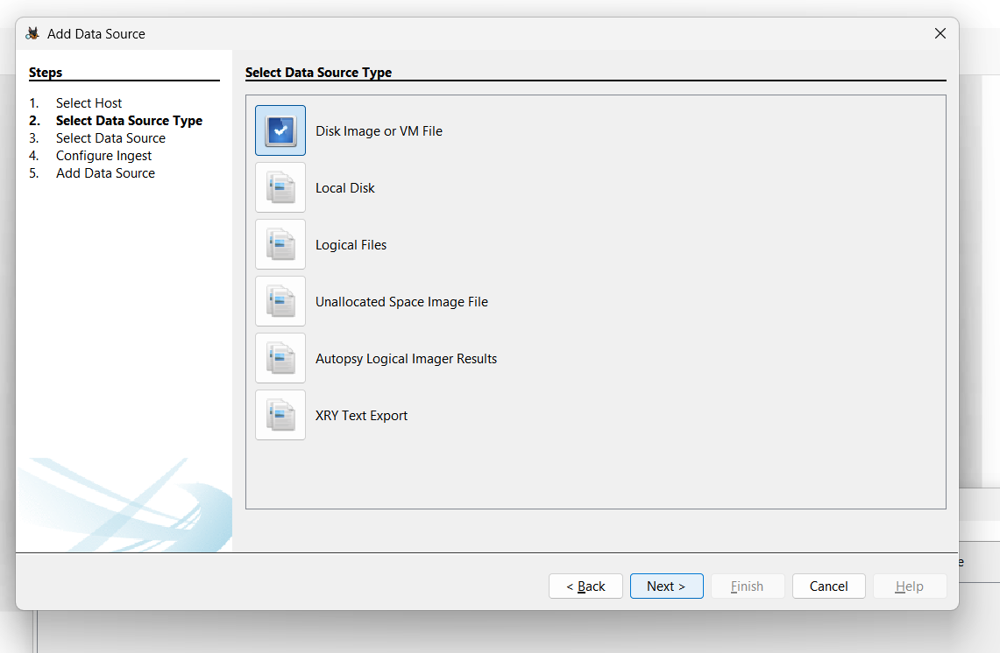 Add Data Source
Steps
1. Select Host
2. Select Data Source Type
3. Select Data Source
4. Configure Ingest
5. Add Data Source
Select Data Source Type
Disk Image or VM File
Local Disk
Logical Files
Unallocated Space Image File
Autopsy Logical Imager Results
XRY Text Export
< Back
Next >
Finish
Cancel
Help